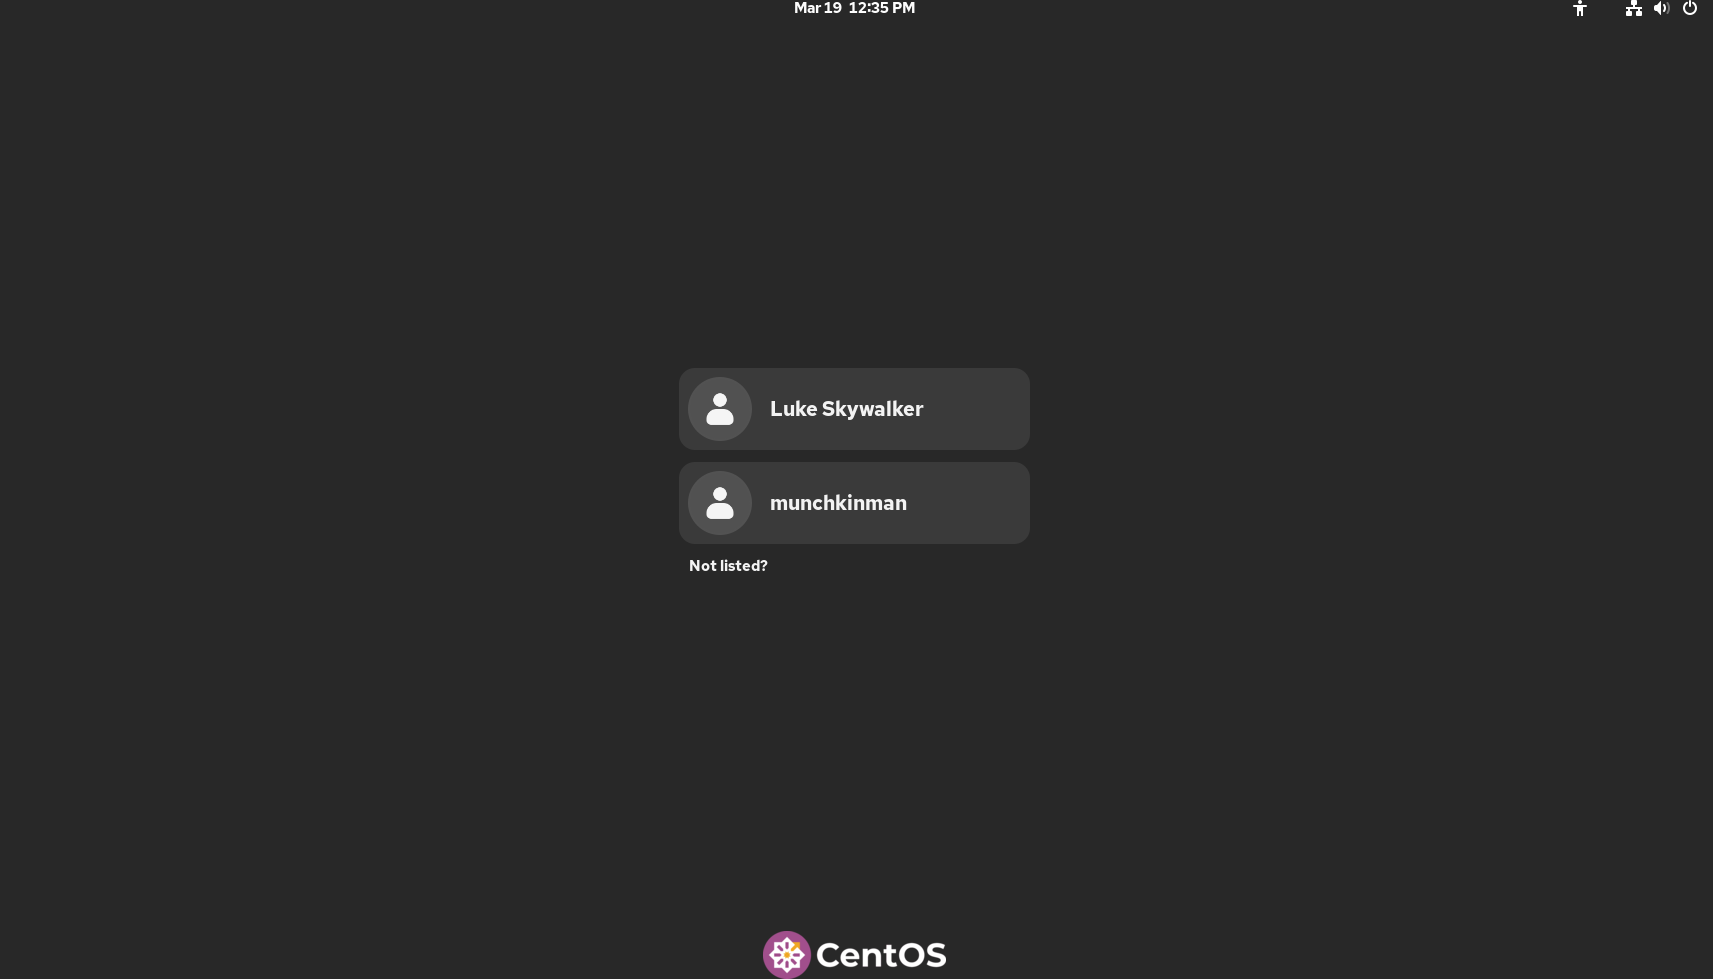 Mar 19 12:35 PM
Luke Skywalker
munchkinman
Not listed?
CentOS